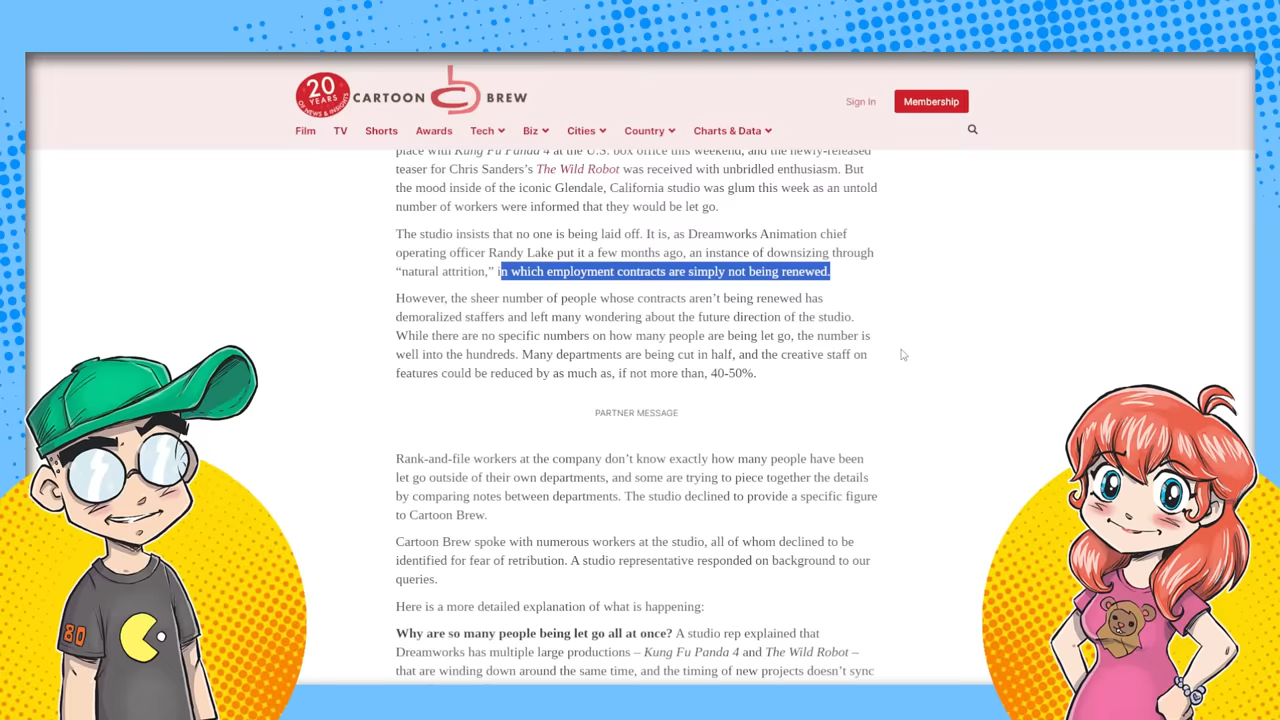 20
YEARS
OF NEWS & INSIGHTS
CARTOON BREW
Sign In
Membership
Film TV Shorts Awards Tech Biz Cities Country Charts & Data
place with Kung Fu Panda 4 at the U.S. box office this weekend, and the newly-released
teaser for Chris Sanders’s The Wild Robot was received with unbridled enthusiasm. But
the mood inside of the iconic Glendale, California studio was glum this week as an untold
number of workers were informed that they would be let go.
The studio insists that no one is being laid off. It is, as Dreamworks Animation chief
operating officer Randy Lake put it a few months ago, an instance of downsizing through
“natural attrition,” in which employment contracts are simply not being renewed.
However, the sheer number of people whose contracts aren’t being renewed has
demoralized staffers and left many wondering about the future direction of the studio.
While there are no specific numbers on how many people are being let go, the number is
well into the hundreds. Many departments are being cut in half, and the creative staff on
features could be reduced by as much as, if not more than, 40-50%.
PARTNER MESSAGE
Rank-and-file workers at the company don’t know exactly how many people have been
let go outside of their own departments, and some are trying to piece together the details
by comparing notes between departments. The studio declined to provide a specific figure
to Cartoon Brew.
Cartoon Brew spoke with numerous workers at the studio, all of whom declined to be
identified for fear of retribution. A studio representative responded on background to our
queries.
Here is a more detailed explanation of what is happening:
Why are so many people being let go all at once? A studio rep explained that
Dreamworks has multiple large productions – Kung Fu Panda 4 and The Wild Robot –
that are winding down around the same time, and the timing of new projects doesn’t sync
80